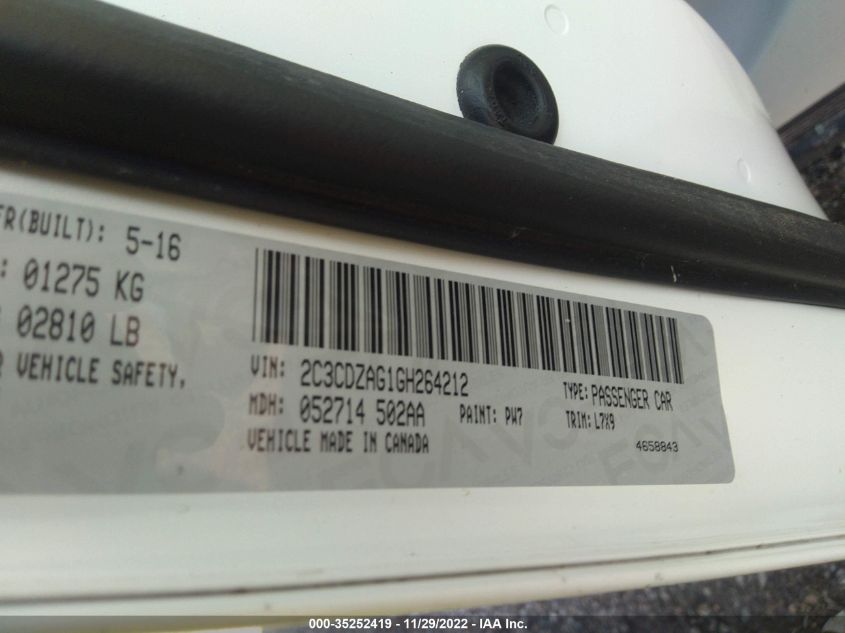 FR(BUILT): 5-16
: 01275 KG
02810 LB
VEHICLE SAFETY,
VIN: 2C3CDZAG1GH264212
TYPE: PASSENGER CAR
MDH: 052714 502AA
PAINT: PW7
TRIM: L7X9
VEHICLE MADE IN CANADA
4658843
000-35252419 - 11/29/2022 - IAA Inc.